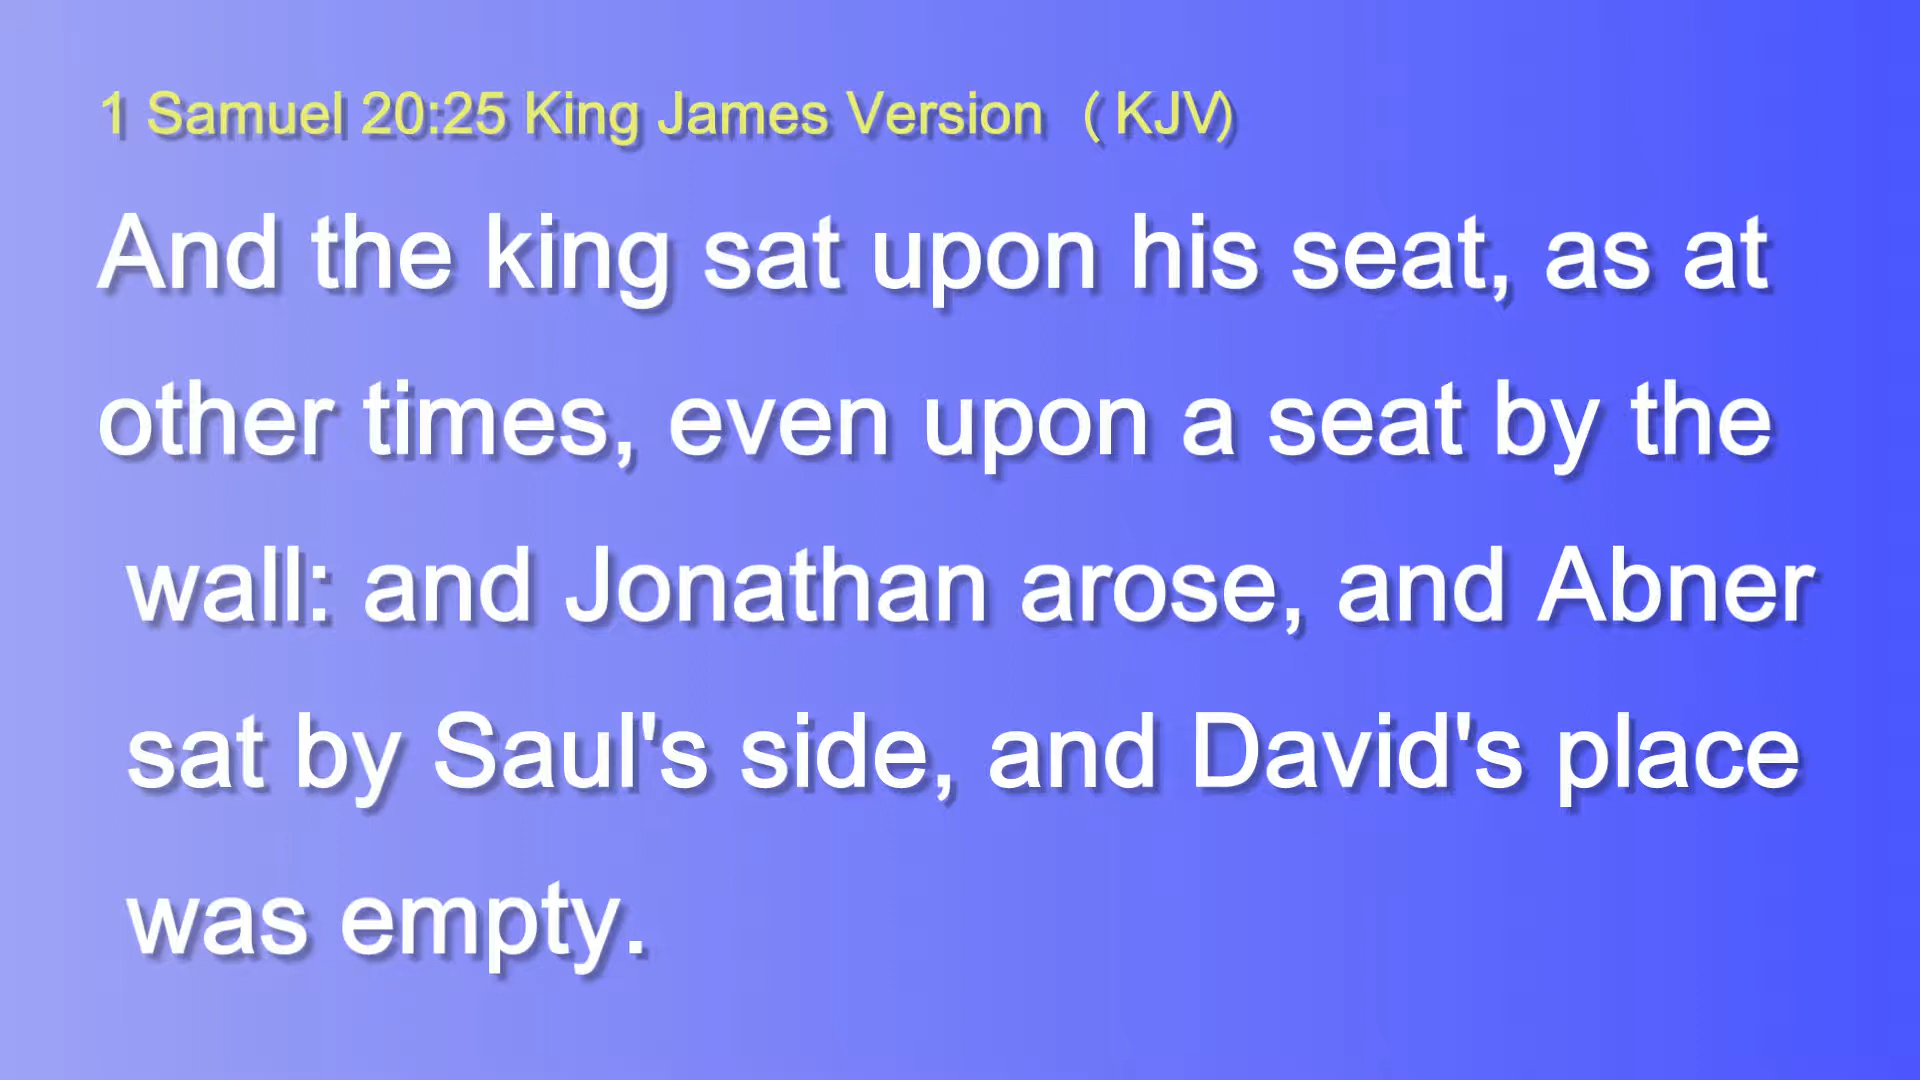 1 Samuel 20:25 King James Version ( KJV)
And the king sat upon his seat, as at
other times, even upon a seat by the
wall: and Jonathan arose, and Abner
sat by Saul's side, and David's place
was empty.